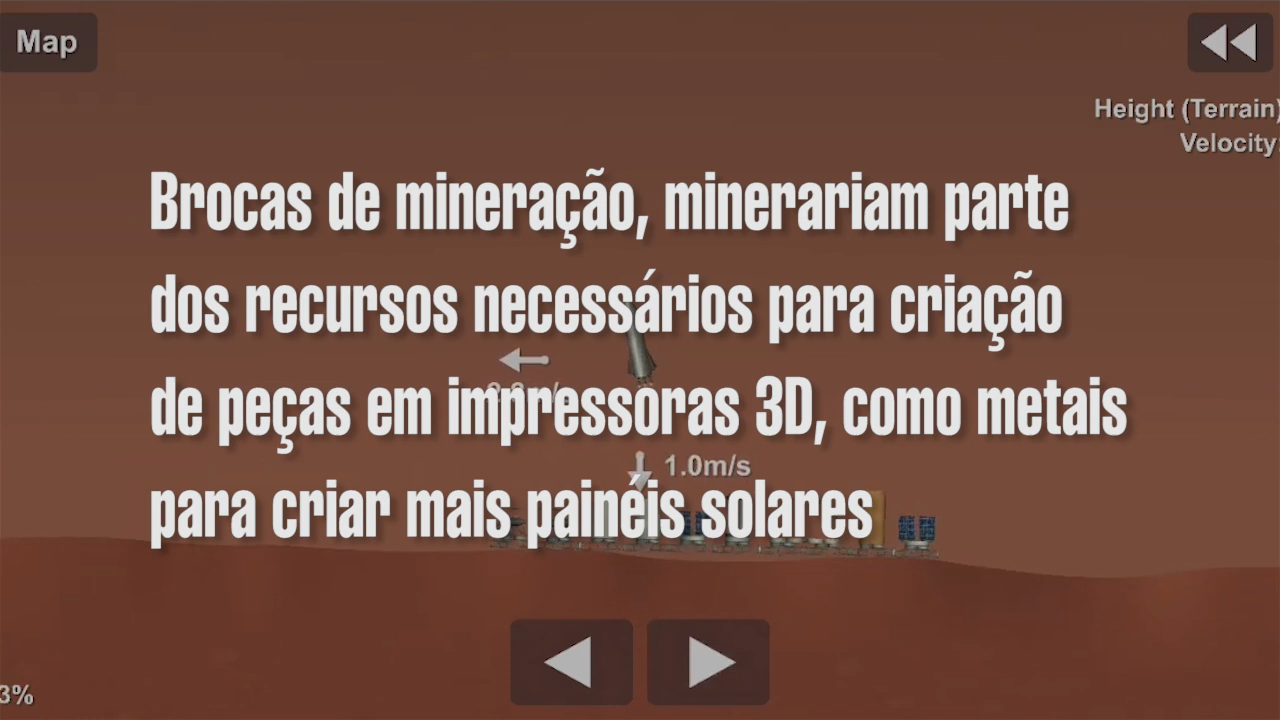 Map
Height (Terrain)
Velocity:
Brocas de mineração, minerariam parte
dos recursos necessários para criação
de peças em impressoras 3D, como metais
1.0m/s
para criar mais painéis solares
3%